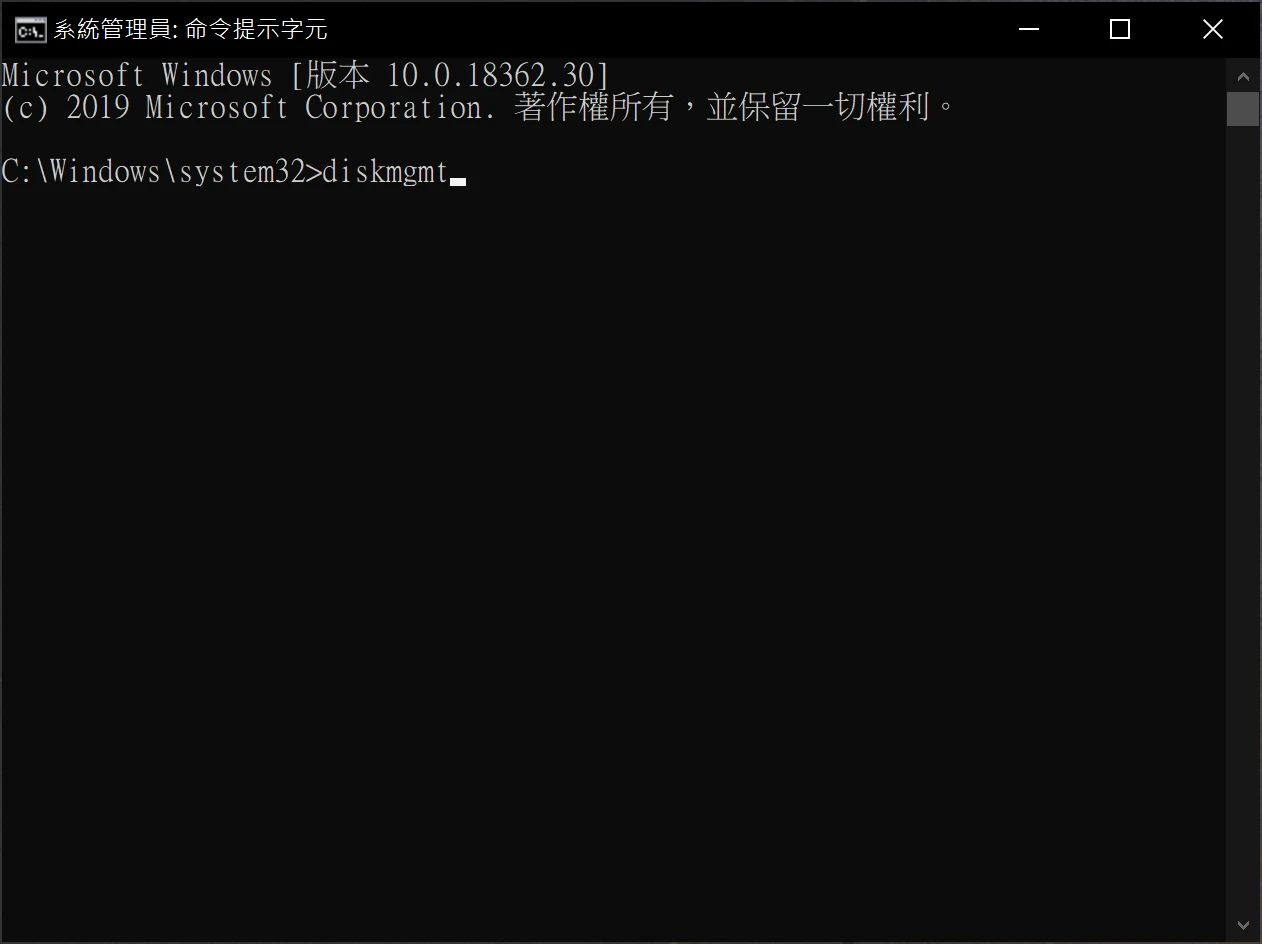 系統管理員: 命令提示字元
Microsoft Windows [版本 10.0.18362.30]
(c) 2019 Microsoft Corporation. 著作權所有，並保留一切權利。
C:\Windows\system32>diskmgmt